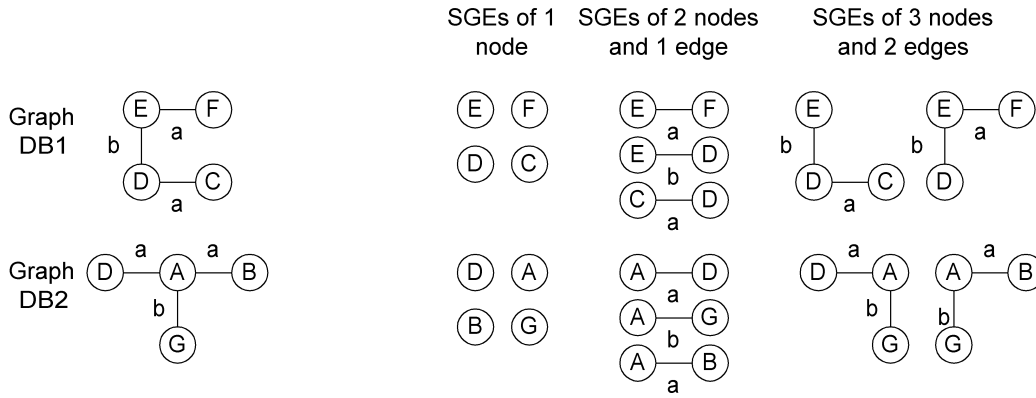 SGEs of 1 node
SGEs of 2 nodes and 1 edge
SGEs of 3 nodes and 2 edges
Graph DB1
E F
a
b
D C
a
E F
D C
E F
a
E D
b
C D
a
E
b
D C
a
E F
a
b
D
Graph DB2
a a
D A B
b
G
D A
B G
A D
a
A G
b
A B
a
a
D A
b
G
a
A B
b
G